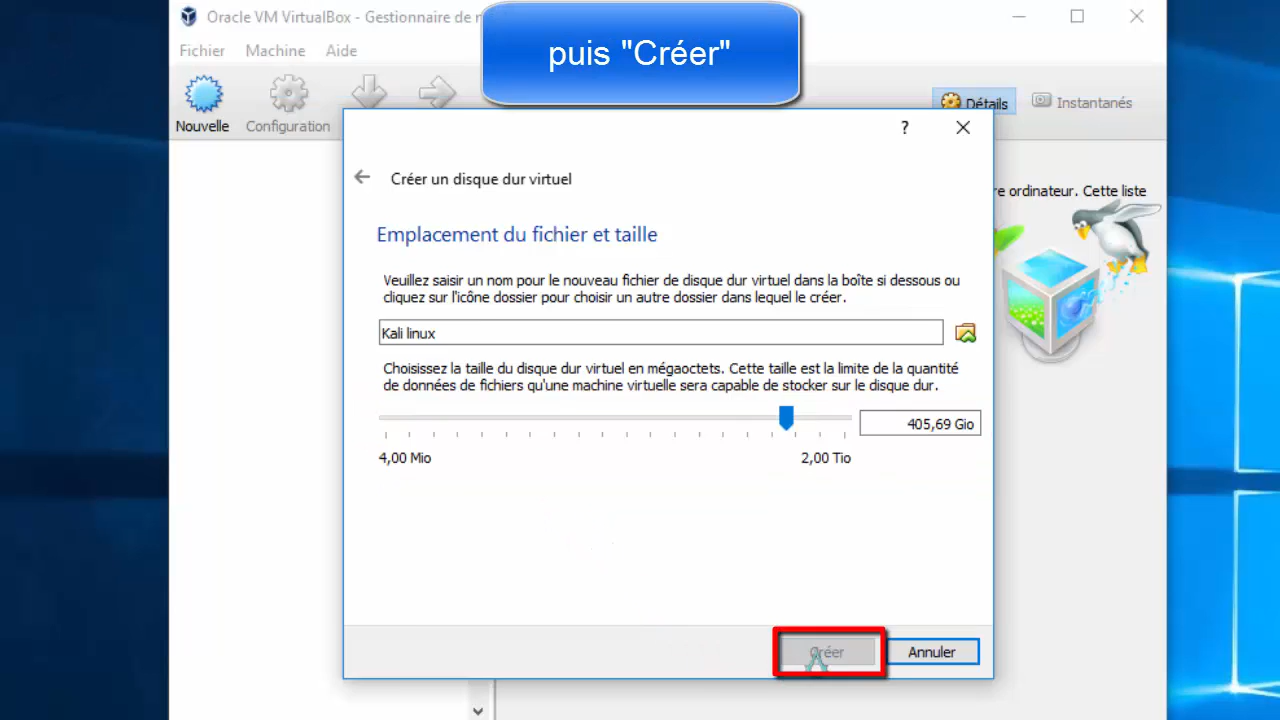 Oracle VM VirtualBox - Gestionnaire de
puis "Créer"
Fichier Machine Aide
Nouvelle Configuration
Détails Instantanés
re ordinateur. Cette liste
Créer un disque dur virtuel
Emplacement du fichier et taille
Veuillez saisir un nom pour le nouveau fichier de disque dur virtuel dans la boîte si dessous ou
cliquez sur l'icône dossier pour choisir un autre dossier dans lequel le créer.
Kali linux
Choisissez la taille du disque dur virtuel en mégaoctets. Cette taille est la limite de la quantité
de données de fichiers qu'une machine virtuelle sera capable de stocker sur le disque dur.
405,69 Gio
4,00 Mio 2,00 Tio
Créer Annuler